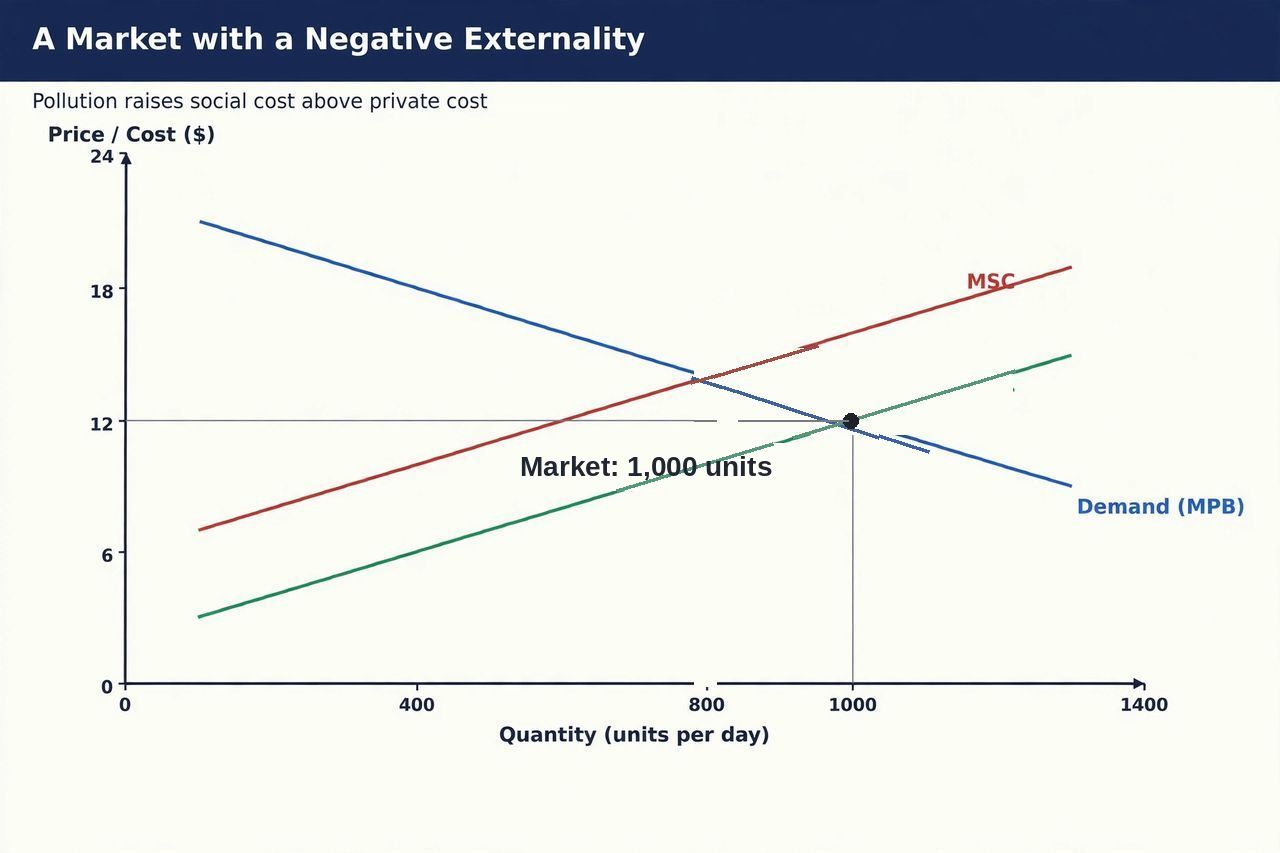 A Market with a Negative Externality
Pollution raises social cost above private cost
Price / Cost ($)
24
18
12
6
0
MSC
Market: 1,000 units
Demand (MPB)
0
400
800
1000
1400
Quantity (units per day)